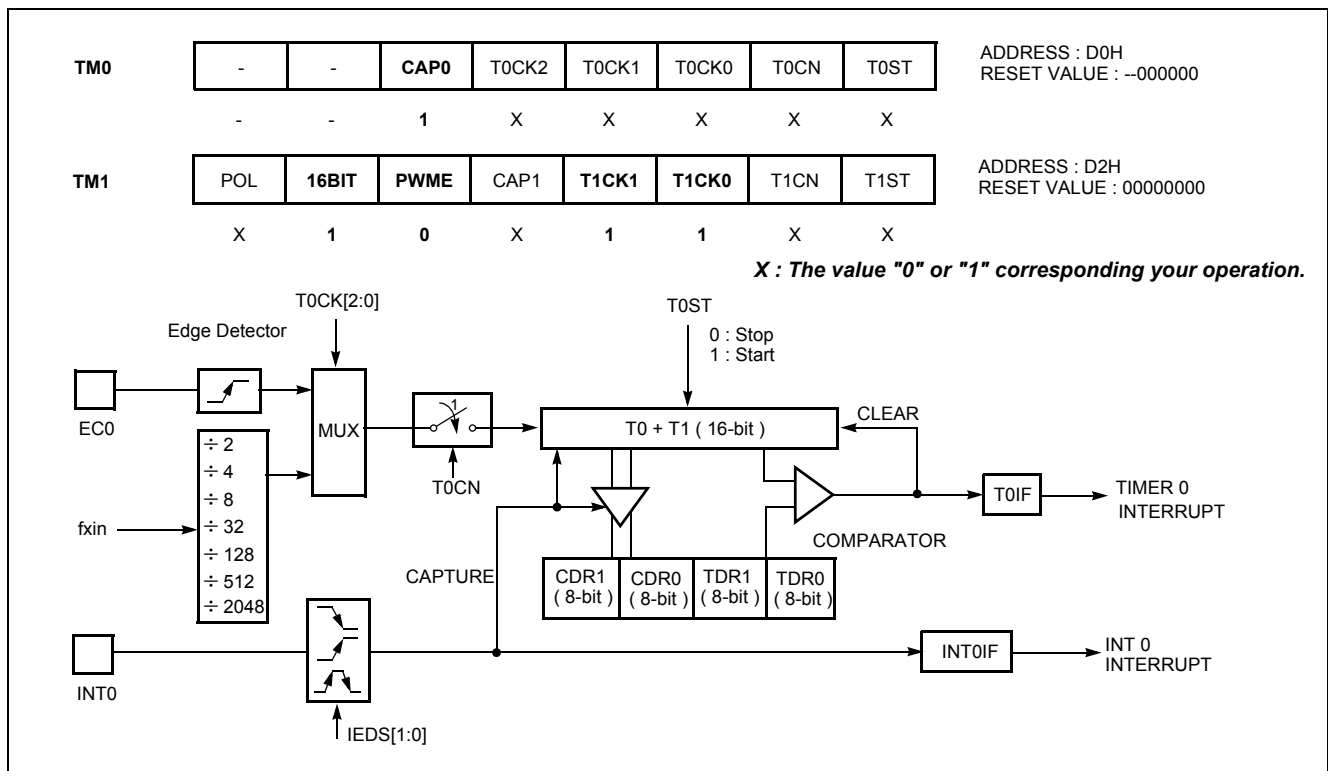 TM0 - - CAP0 T0CK2 T0CK1 T0CK0 T0CN T0ST
ADDRESS : D0H
RESET VALUE : --000000
- - 1 X X X X X
TM1 POL 16BIT PWME CAP1 T1CK1 T1CK0 T1CN T1ST
ADDRESS : D2H
RESET VALUE : 00000000
X 1 0 X 1 1 X X
X : The value "0" or "1" corresponding your operation.
T0CK[2:0]
Edge Detector
T0ST
0 : Stop
1 : Start
EC0
MUX
1
T0CN
T0 + T1 ( 16-bit )
CLEAR
T0IF
TIMER 0
INTERRUPT
COMPARATOR
fxin
÷ 2
÷ 4
÷ 8
÷ 32
÷ 128
÷ 512
÷ 2048
CAPTURE
CDR1
( 8-bit )
CDR0
( 8-bit )
TDR1
( 8-bit )
TDR0
( 8-bit )
INT0
IEDS[1:0]
INT0IF
INT 0
INTERRUPT